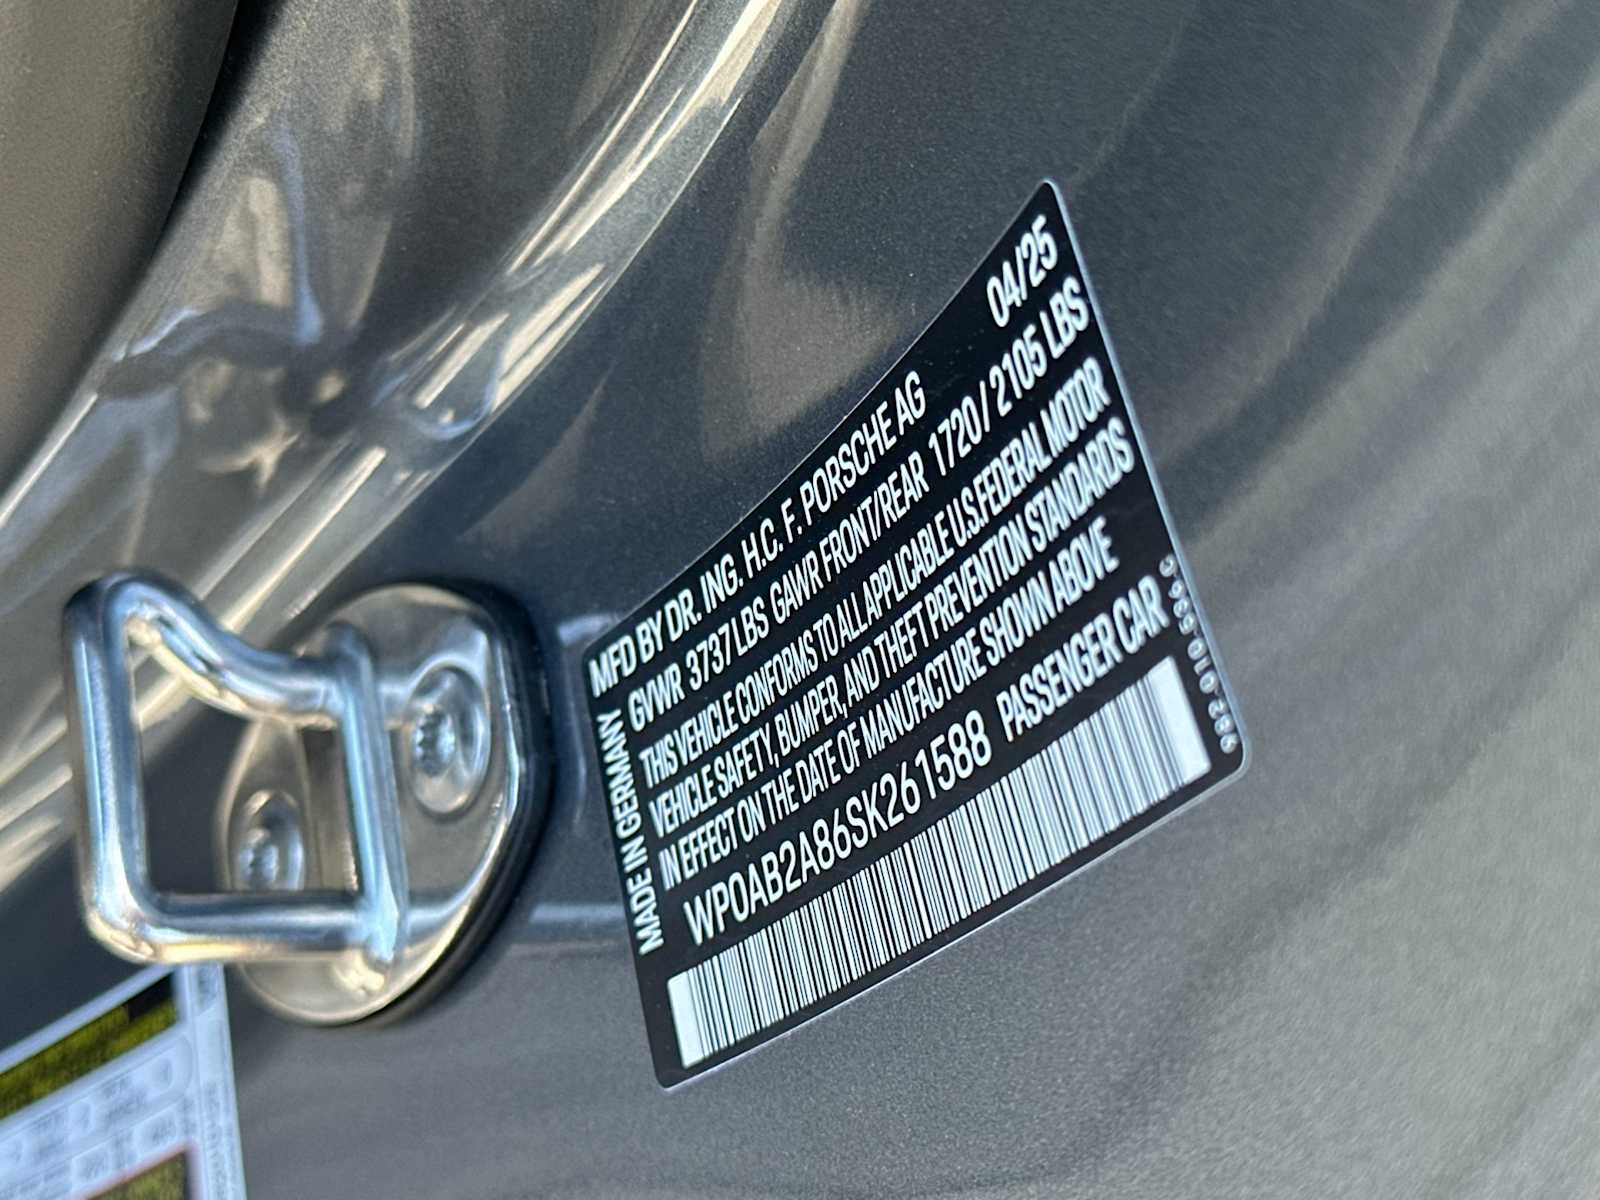 MFD BY DR. ING. H.C. F. PORSCHE AG 04/25
GVWR 3737LBS GAWR FRONT/REAR 1720/ 2105 LBS
THIS VEHICLE CONFORMS TO ALL APPLICABLE U.S.FEDERAL MOTOR
VEHICLE SAFETY, BUMPER, AND THEFT PREVENTION STANDARDS
IN EFFECT ON THE DATE OF MANUFACTURE SHOWN ABOVE
WP0AB2A86SK261588 PASSENGER CAR
MADE IN GERMANY